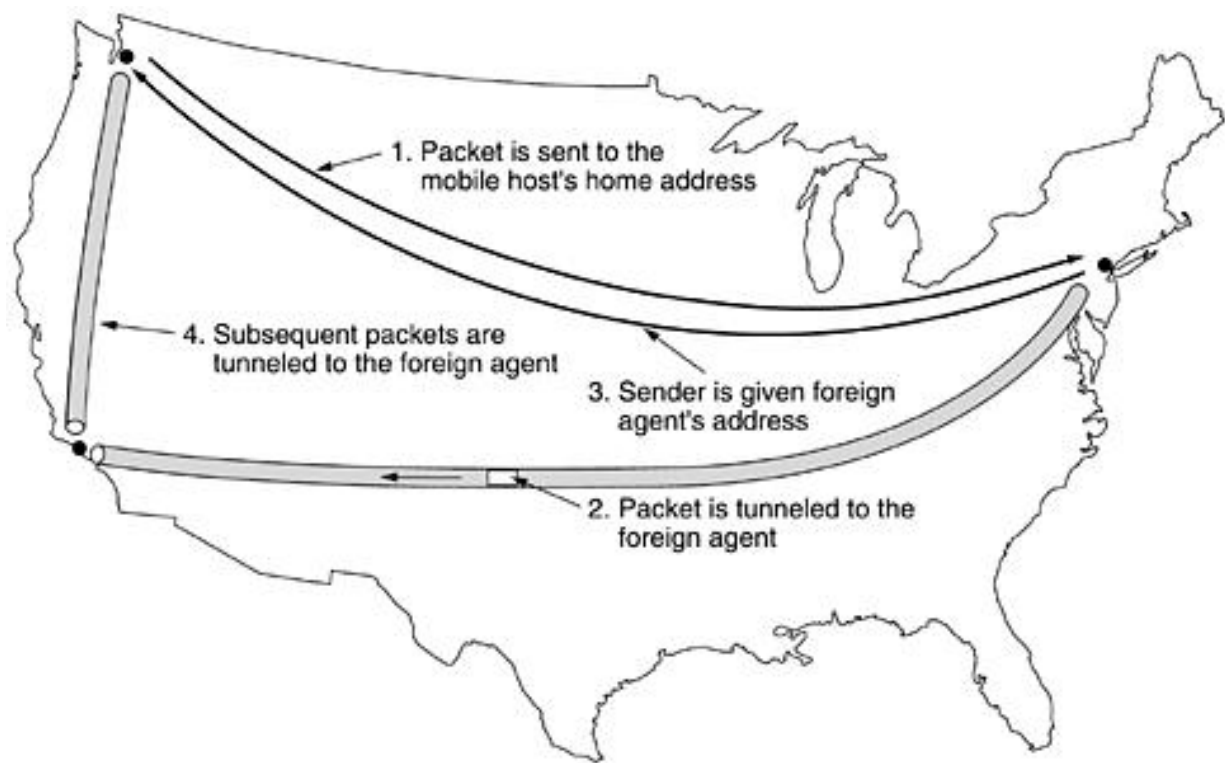 1. Packet is sent to the
mobile host's home address
4. Subsequent packets are
tunneled to the foreign agent
3. Sender is given foreign
agent's address
2. Packet is tunneled to the
foreign agent